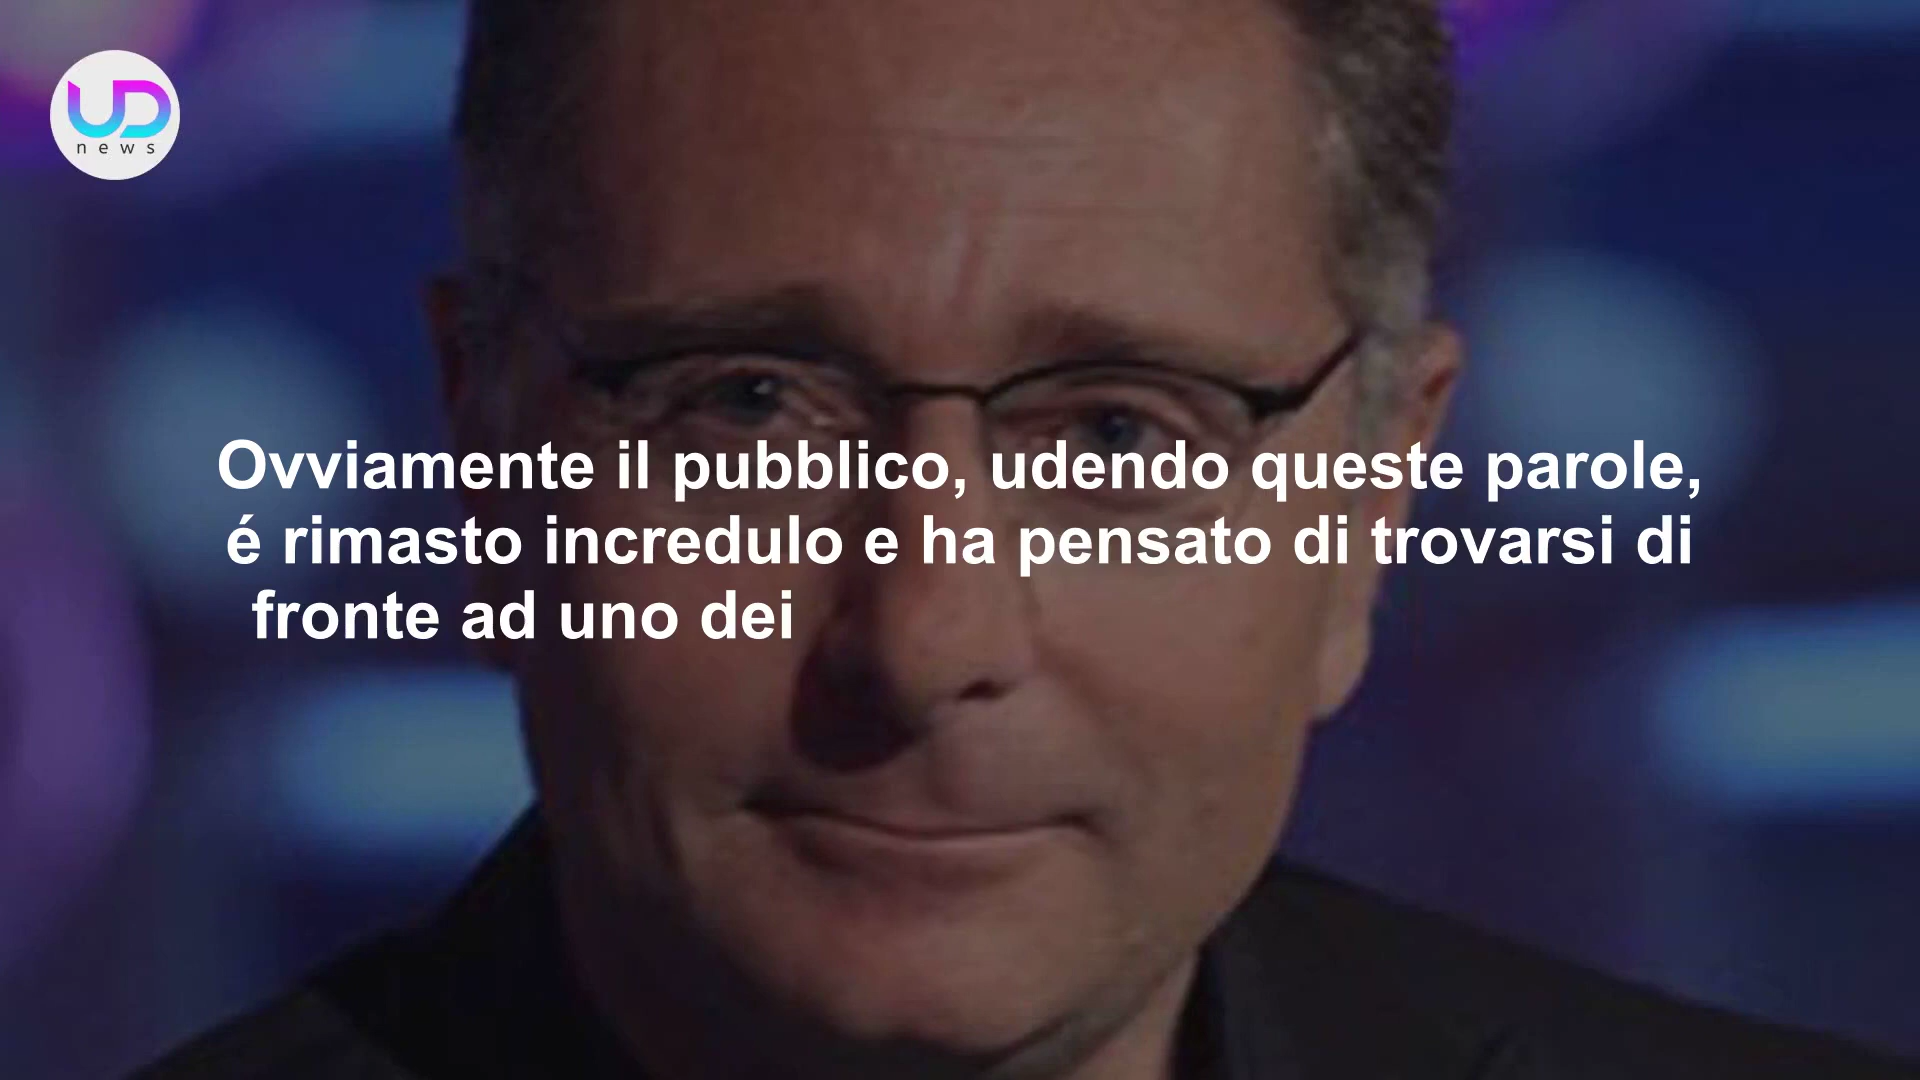 UD
news
Ovviamente il pubblico, udendo queste parole,
é rimasto incredulo e ha pensato di trovarsi di
fronte ad uno dei